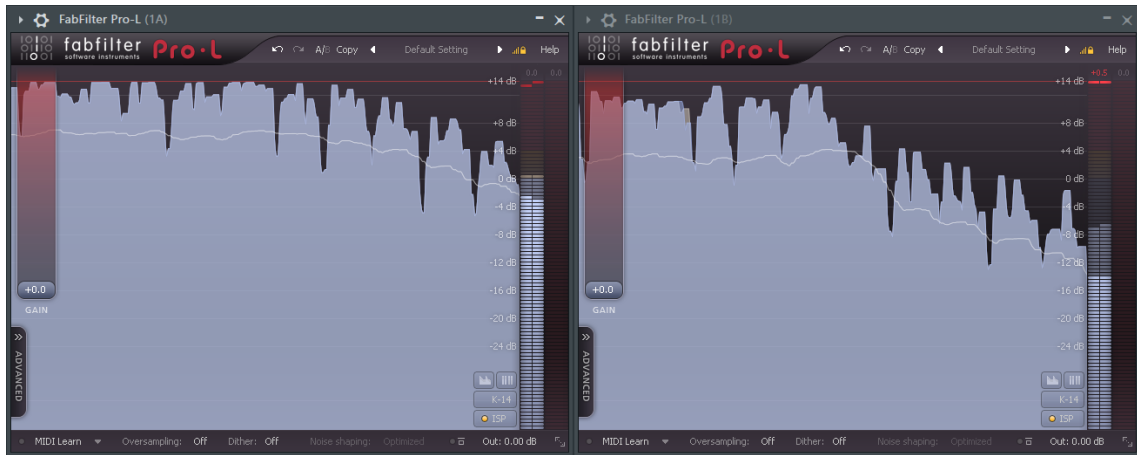 FabFilter Pro-L (1A)
fabfilter Pro·L
software instruments
A/B Copy Default Setting Help
0.0 0.0
+14 dB
+8 dB
+4 dB
0 dB
-4 dB
-8 dB
-12 dB
-16 dB
-20 dB
-24 dB
+0.0
GAIN
ADVANCED
K-14
ISP
MIDI Learn Oversampling: Off Dither: Off Noise shaping: Optimized Out: 0.00 dB
FabFilter Pro-L (1B)
fabfilter Pro·L
software instruments
A/B Copy Default Setting Help
+0.5 0.0
+14 dB
+8 dB
+4 dB
0 dB
-4 dB
-8 dB
-12 dB
-16 dB
-20 dB
-24 dB
+0.0
GAIN
ADVANCED
K-14
ISP
MIDI Learn Oversampling: Off Dither: Off Noise shaping: Optimized Out: 0.00 dB